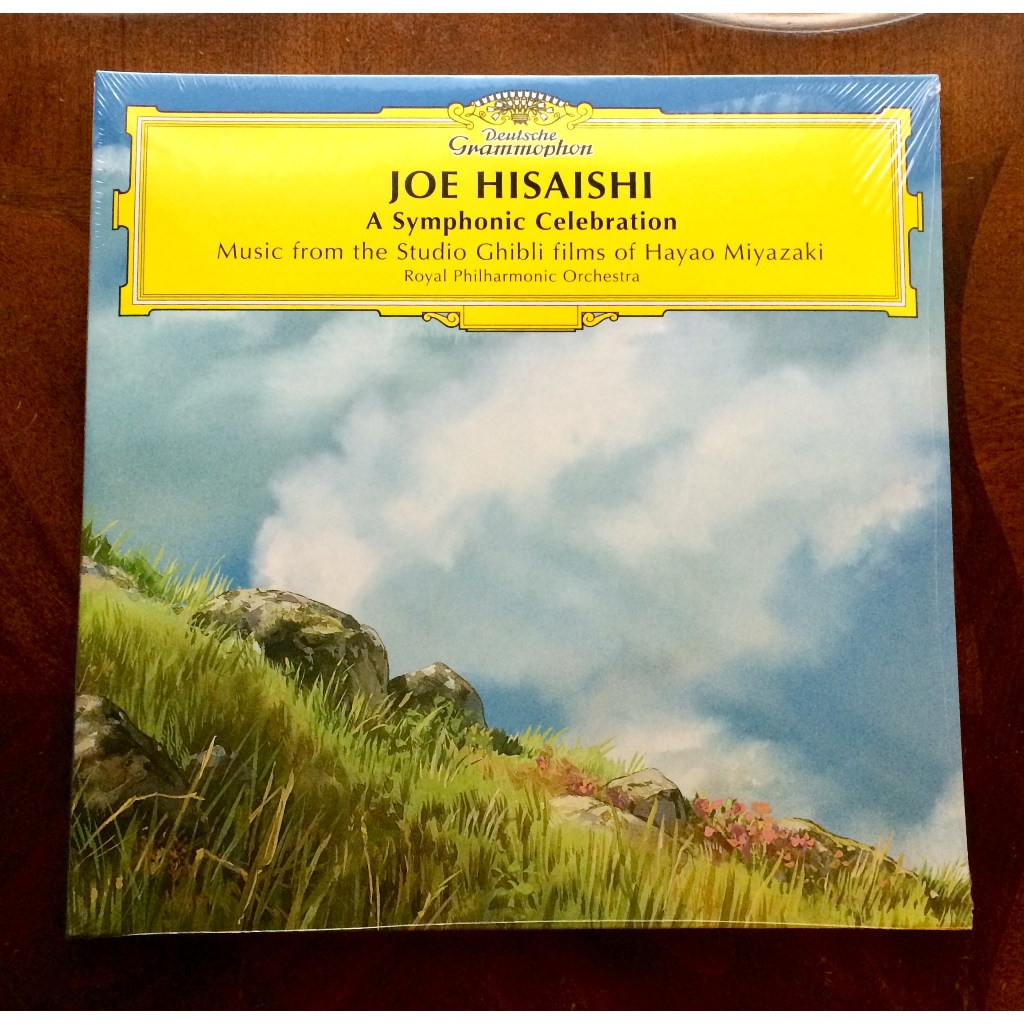 Deutsche
Grammophon
JOE HISAISHI
A Symphonic Celebration
Music from the Studio Ghibli films of Hayao Miyazaki
Royal Philharmonic Orchestra